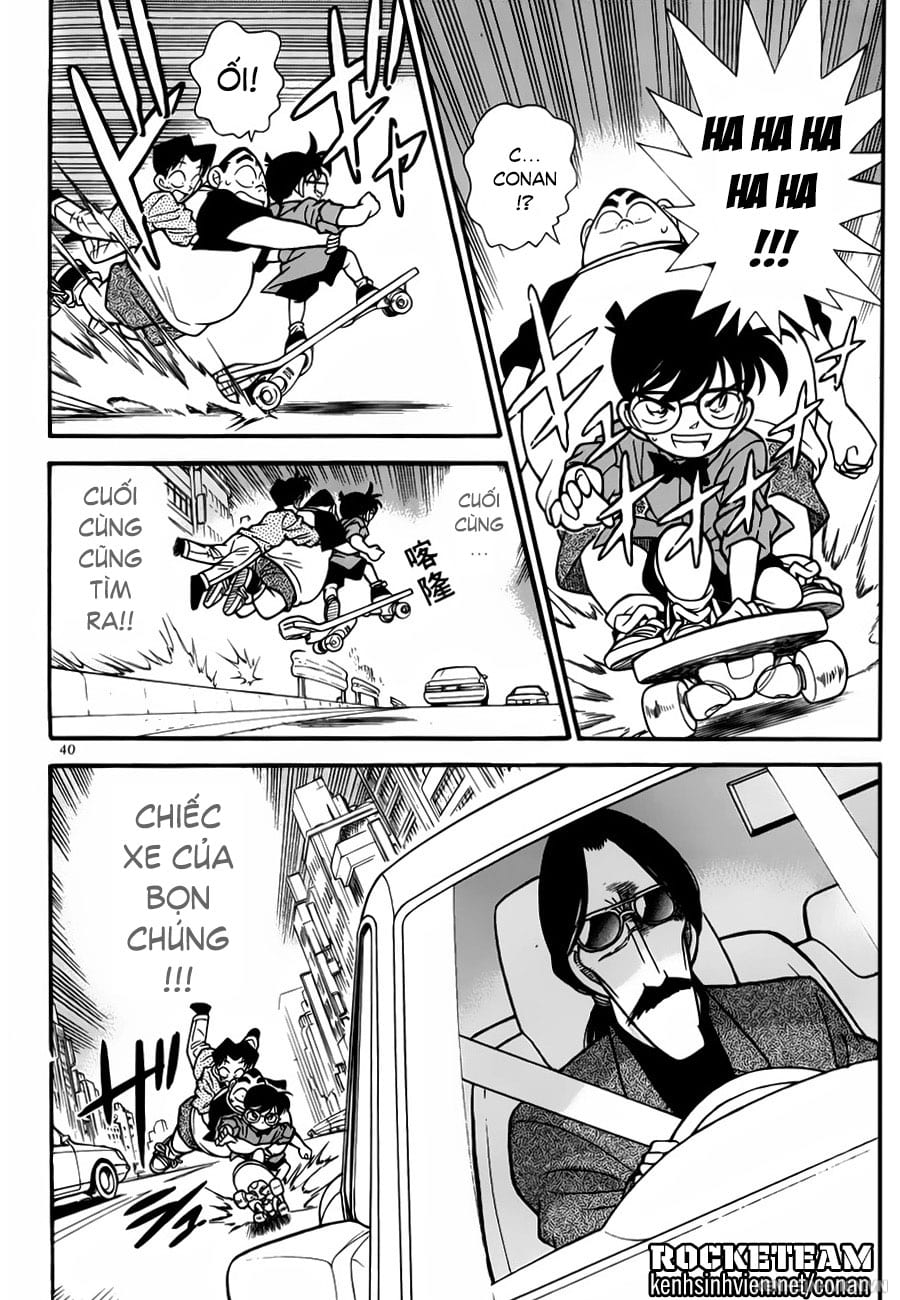 HA HA HA
HA HA
!!!
C...
CONAN
!?
ỐI!
CUỐI
CÙNG
...
CUỐI
CÙNG
CŨNG
TÌM
RA!!
喀
隆
40
CHIẾC
XE CỦA
BỌN
CHÚNG
!!!
ROCKETEAM
kenhsinhvien.net/conan